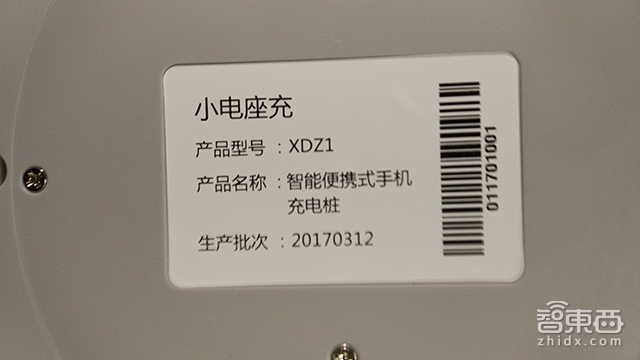 小电座充
产品型号 ：XDZ1
产品名称 ：智能便携式手机
充电桩
生产批次 ：20170312
011701001
智東西
zhidx.com